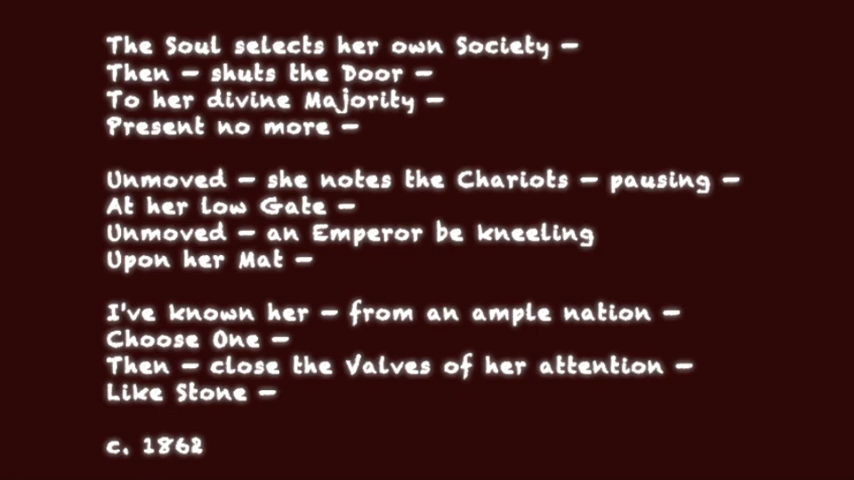 The Soul selects her own Society –
Then – shuts the Door –
To her divine Majority –
Present no more –
Unmoved – she notes the Chariots – pausing –
At her low Gate –
Unmoved – an Emperor be kneeling
Upon her Mat –
I've known her – from an ample nation –
Choose One –
Then – close the Valves of her attention –
Like Stone –
c. 1862